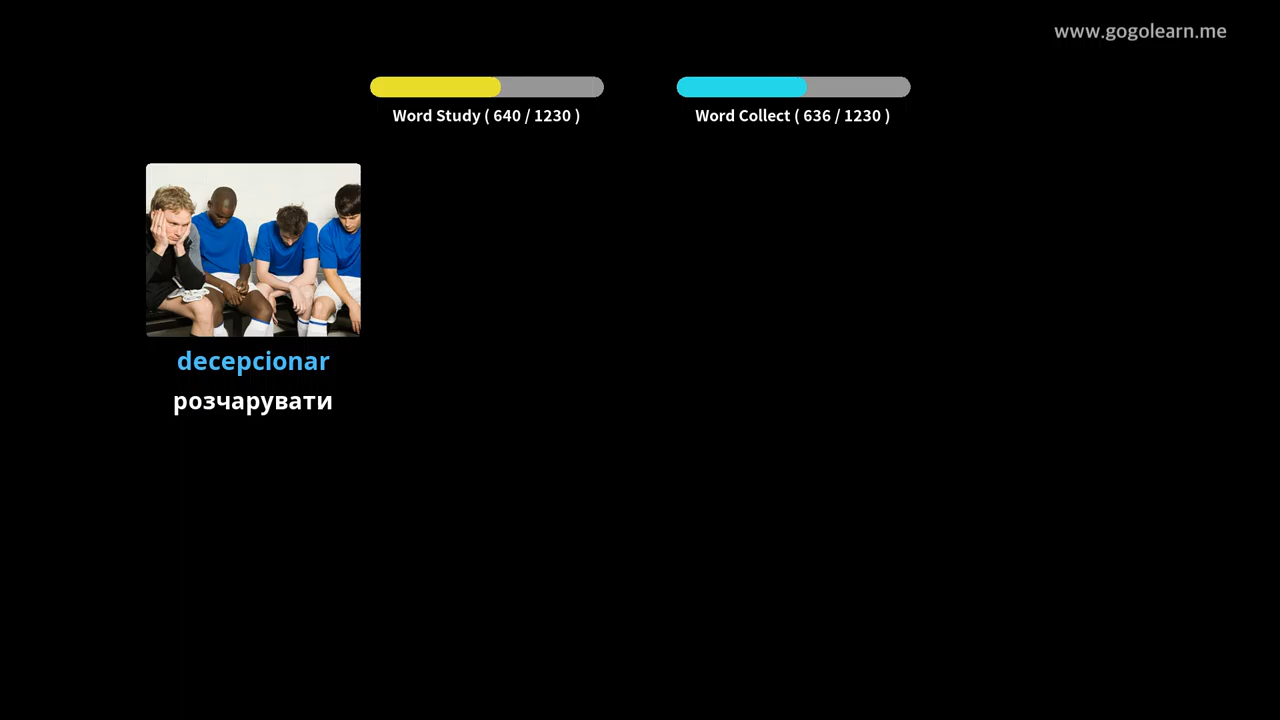 www.gogolearn.me
Word Study ( 640 / 1230 )
Word Collect ( 636 / 1230 )
decepcionar
розчарувати